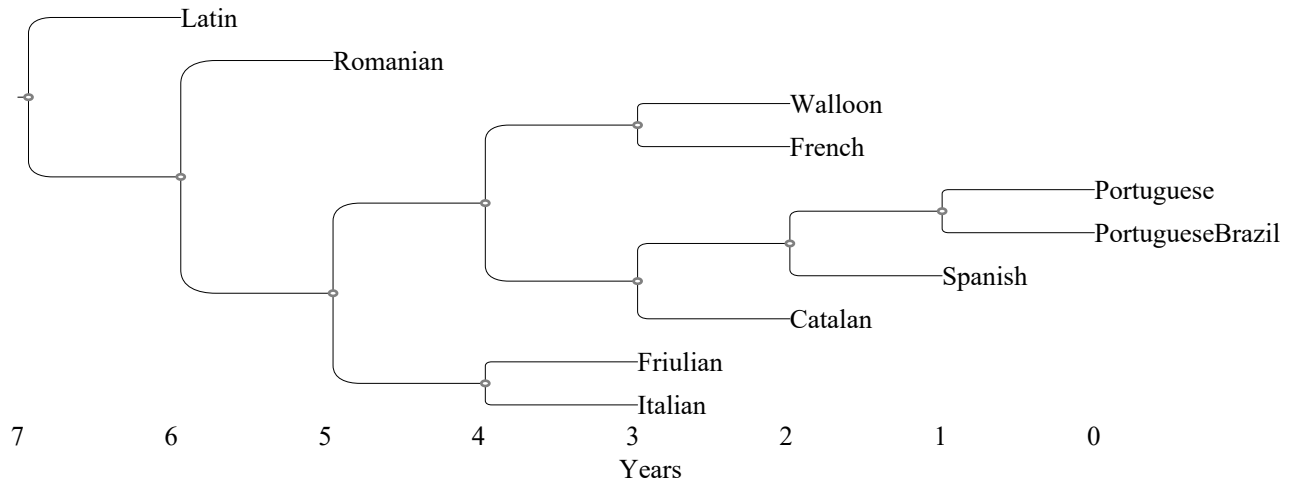 Latin
Romanian
Walloon
French
Portuguese
PortugueseBrazil
Spanish
Catalan
Friulian
Italian
7 6 5 4 3 2 1 0
Years